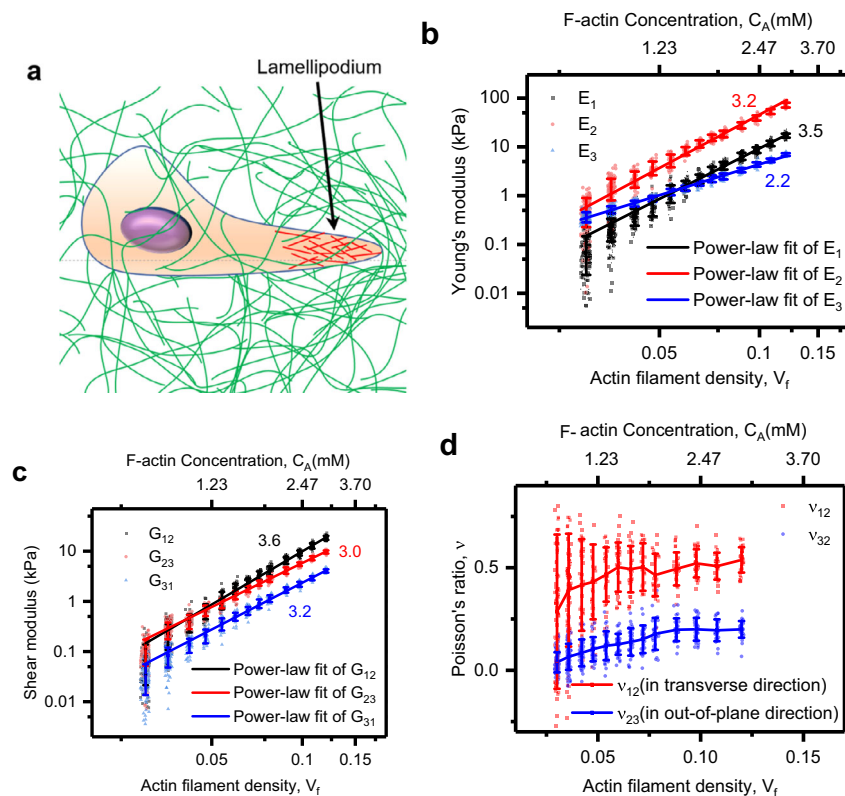 a
Lamellipodium
b
F-actin Concentration, C_A(mM)
1.23 2.47 3.70
Young's modulus (kPa)
100
10
1
0.1
0.01
E₁
E₂
E₃
3.2
3.5
2.2
Power-law fit of E₁
Power-law fit of E₂
Power-law fit of E₃
0.05 0.1 0.15
Actin filament density, V_f
c
F-actin Concentration, C_A(mM)
1.23 2.47 3.70
Shear modulus (kPa)
10
1
0.1
0.01
G₁₂
G₂₃
G₃₁
3.6
3.0
3.2
Power-law fit of G₁₂
Power-law fit of G₂₃
Power-law fit of G₃₁
0.05 0.1 0.15
Actin filament density, V_f
d
F- actin Concentration, C_A(mM)
1.23 2.47 3.70
Poisson's ratio, ν
0.5
0.0
ν₁₂
ν₃₂
ν₁₂(in transverse direction)
ν₂₃(in out-of-plane direction)
0.05 0.10 0.15
Actin filament density, V_f